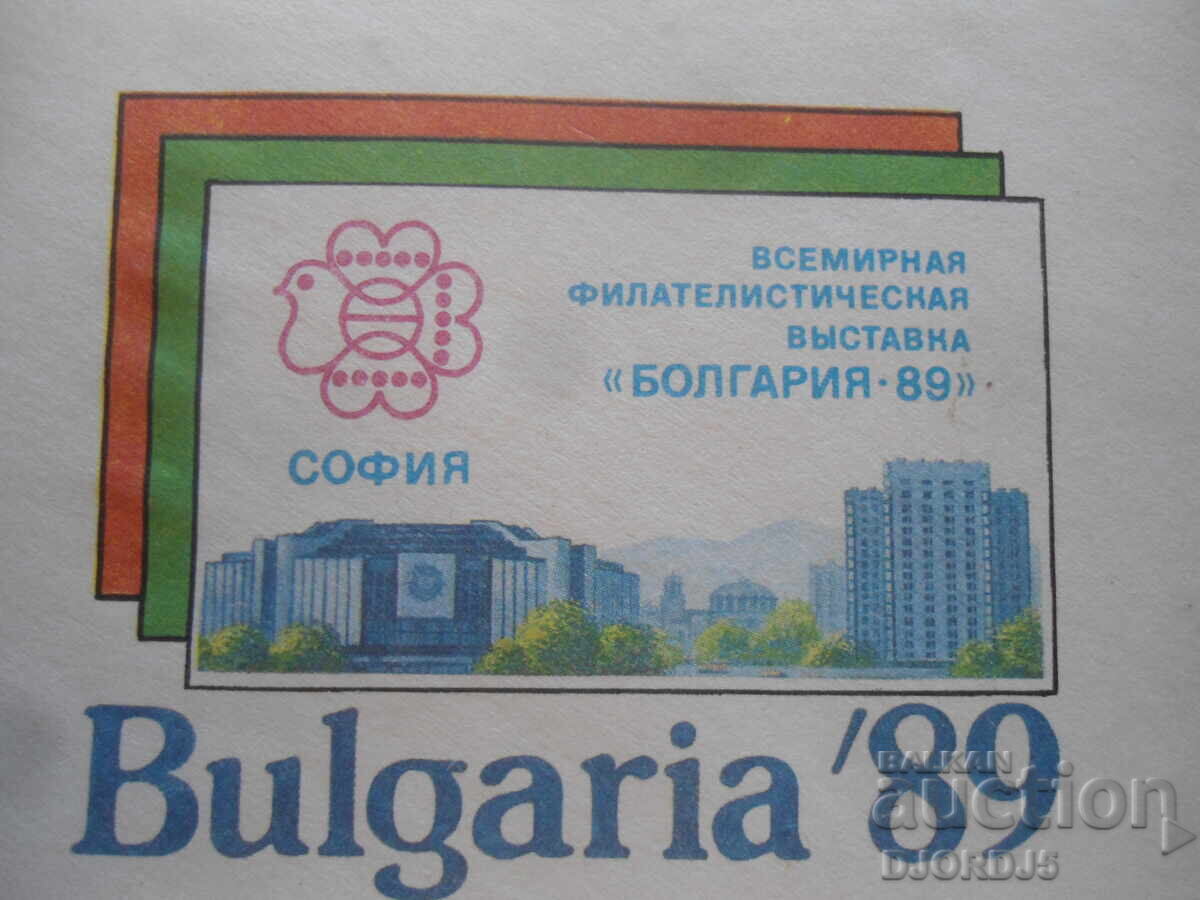 ВСЕМИРНАЯ
ФИЛАТЕЛИСТИЧЕСКАЯ
ВЫСТАВКА
«БОЛГАРИЯ·89»
СОФИЯ
Bulgaria '89
BALKAN
auction
DJORDJ5